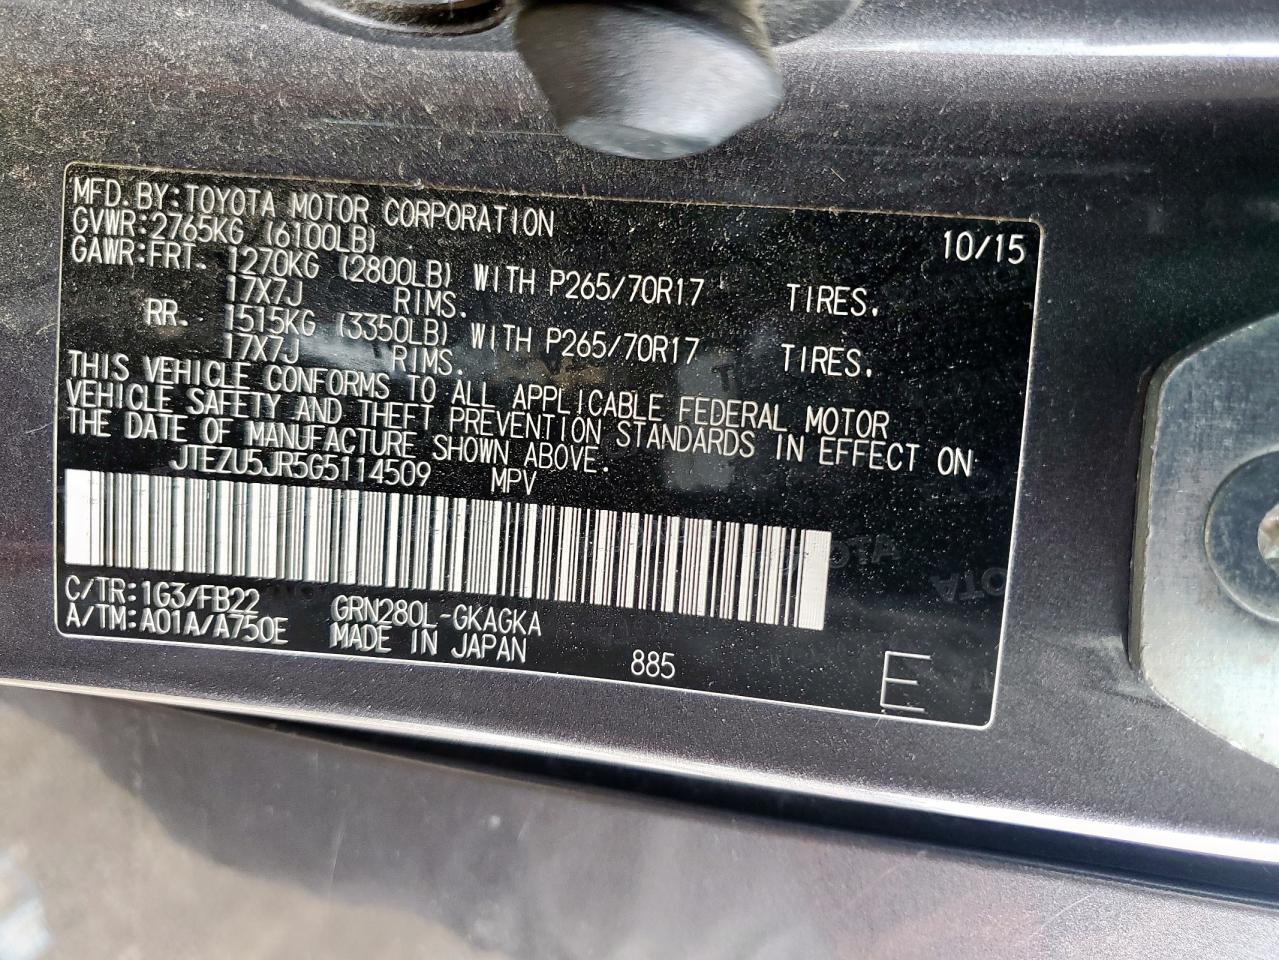 MFD. BY: TOYOTA MOTOR CORPORATION 10/15
GVWR: 2765KG (6100LB)
GAWR: FRT. 1270KG (2800LB) WITH P265/70R17 TIRES.
17X7J RIMS.
RR. 1515KG (3350LB) WITH P265/70R17 TIRES.
17X7J RIMS.
THIS VEHICLE CONFORMS TO ALL APPLICABLE FEDERAL MOTOR
VEHICLE SAFETY AND THEFT PREVENTION STANDARDS IN EFFECT ON
THE DATE OF MANUFACTURE SHOWN ABOVE.
JTEZU5JR5G5114509 MPV
C/TR: 1G3/FB22 GRN280L-GKAGKA
A/TM: A01A/A750E MADE IN JAPAN 885 E